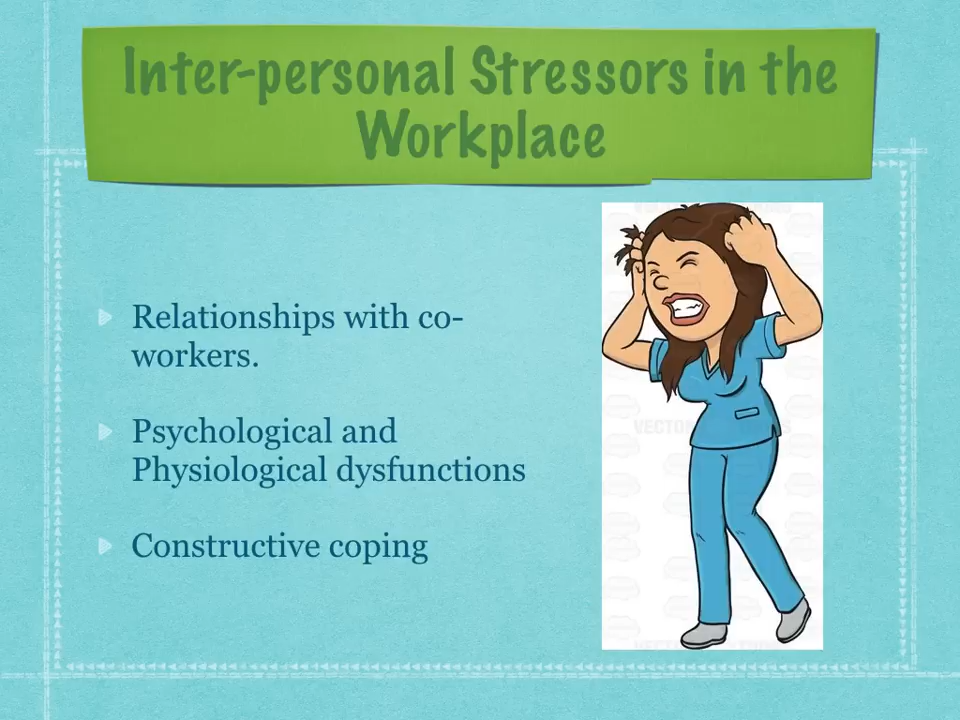 Inter-personal Stressors in the
Workplace
Relationships with co-
workers.
Psychological and
Physiological dysfunctions
Constructive coping